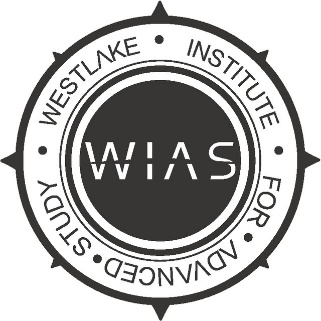 WESTLAKE • INSTITUTE • FOR • ADVANCED • STUDY •
WIAS